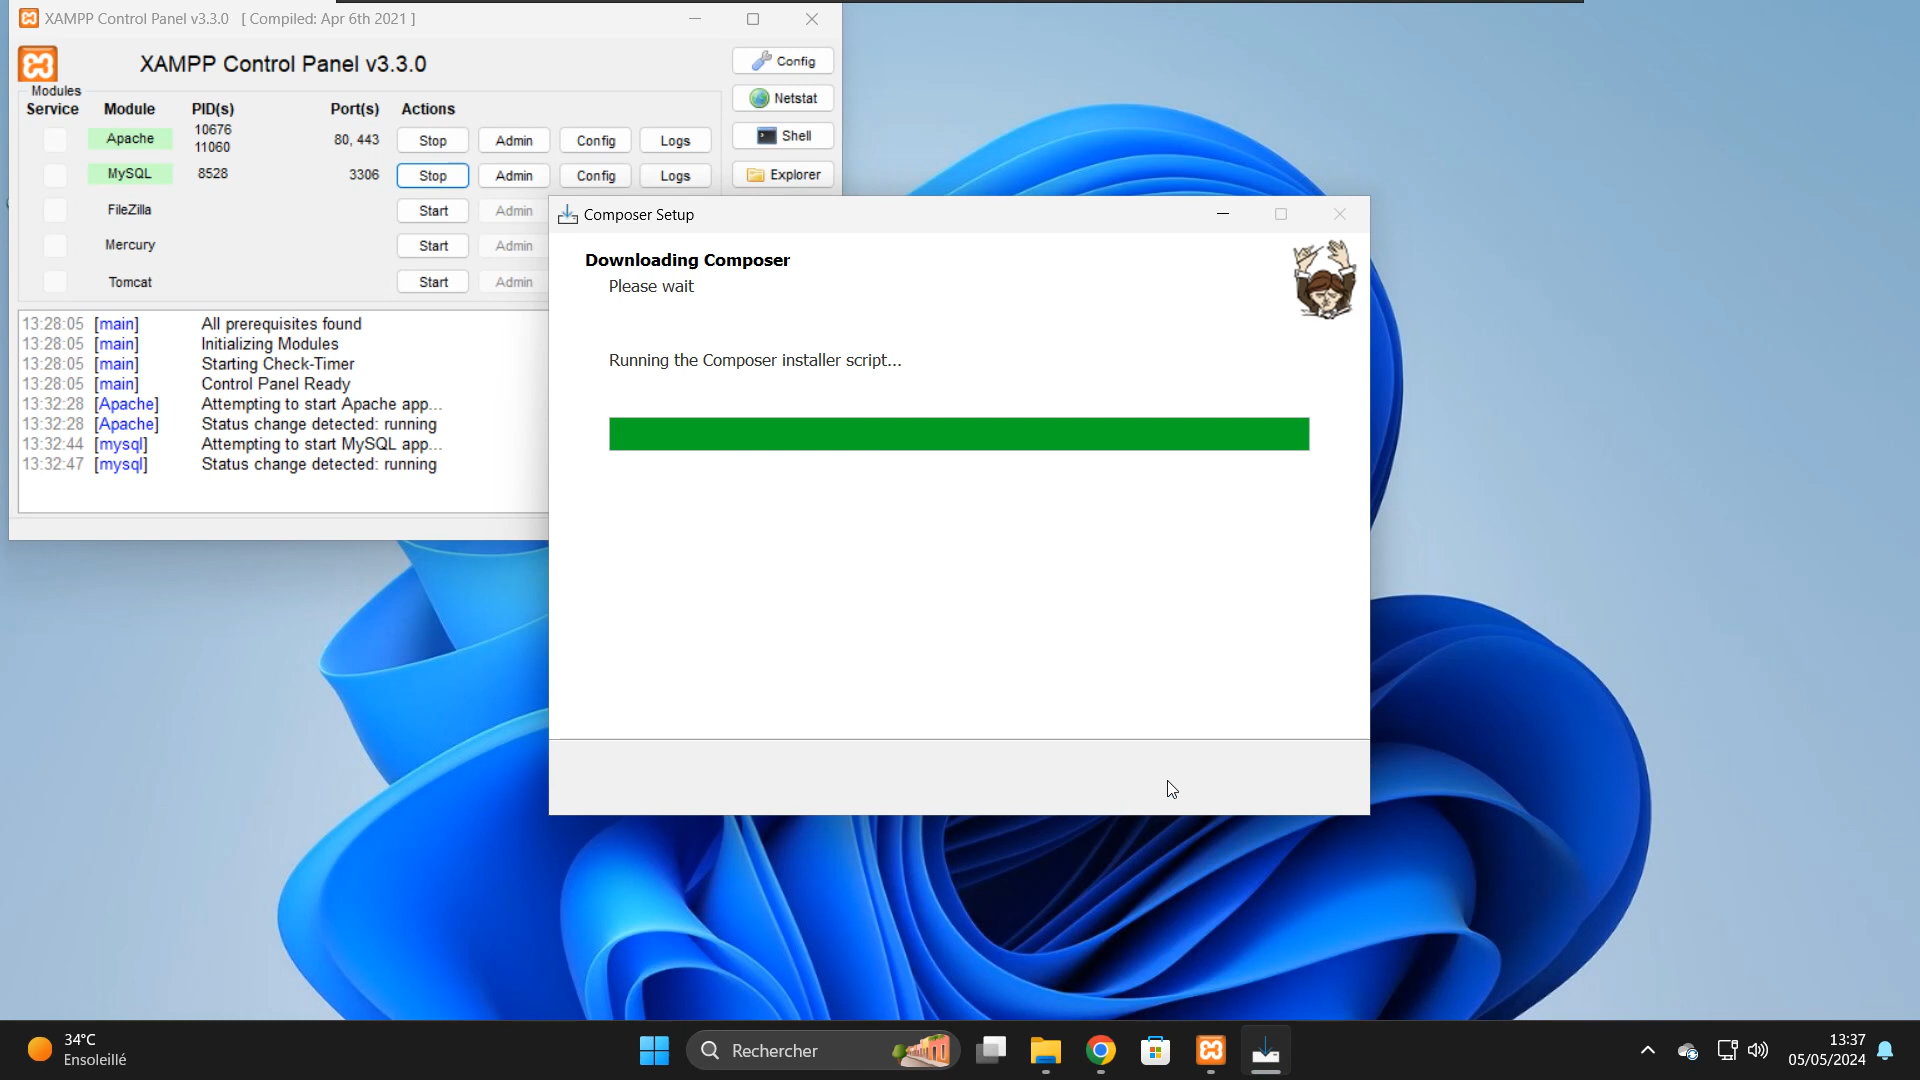 XAMPP Control Panel v3.3.0 [ Compiled: Apr 6th 2021 ]
XAMPP Control Panel v3.3.0
Config
Netstat
Shell
Explorer
Modules
Service Module PID(s) Port(s) Actions
Apache 10676 11060 80, 443 Stop Admin Config Logs
MySQL 8528 3306 Stop Admin Config Logs
FileZilla Start Admin
Mercury Start Admin
Tomcat Start Admin
13:28:05 [main] All prerequisites found
13:28:05 [main] Initializing Modules
13:28:05 [main] Starting Check-Timer
13:28:05 [main] Control Panel Ready
13:32:28 [Apache] Attempting to start Apache app...
13:32:28 [Apache] Status change detected: running
13:32:44 [mysql] Attempting to start MySQL app...
13:32:47 [mysql] Status change detected: running
Composer Setup
Downloading Composer
Please wait
Running the Composer installer script...
34°C
Ensoleillé
Rechercher
13:37
05/05/2024